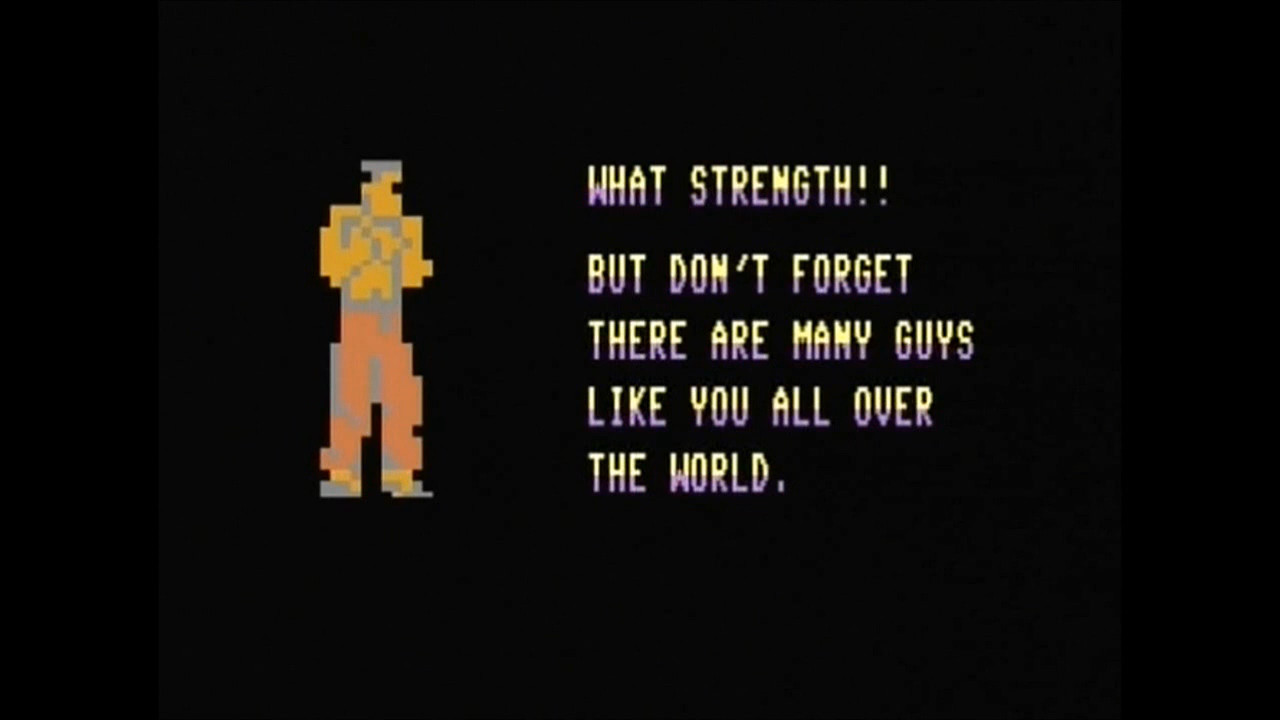 WHAT STRENGTH!!
BUT DON'T FORGET
THERE ARE MANY GUYS
LIKE YOU ALL OVER
THE WORLD.